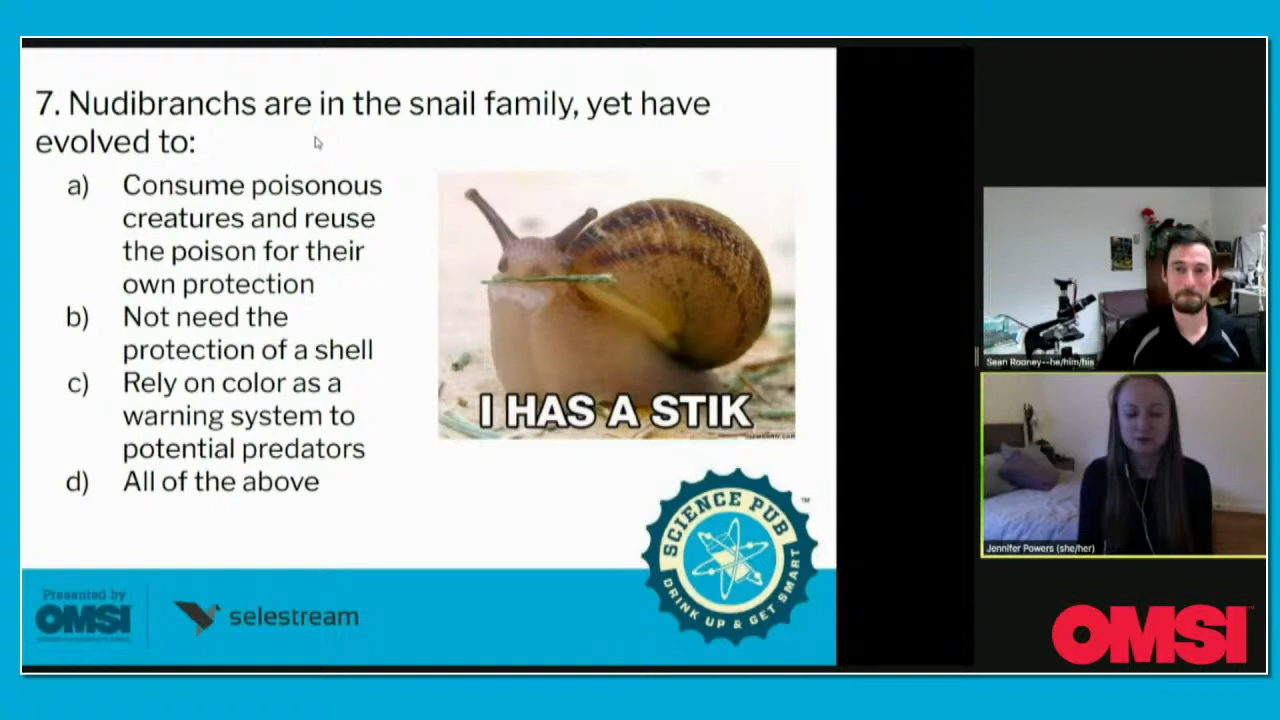 7. Nudibranchs are in the snail family, yet have
evolved to:
a) Consume poisonous
creatures and reuse
the poison for their
own protection
b) Not need the
protection of a shell
c) Rely on color as a
warning system to
potential predators
d) All of the above
I HAS A STIK
SCIENCE PUB
DRINK UP & GET SMART
TM
Presented by
OMSI
selestream
Sean Rooney--he/him/his
Jennifer Powers (she/her)
OMSI